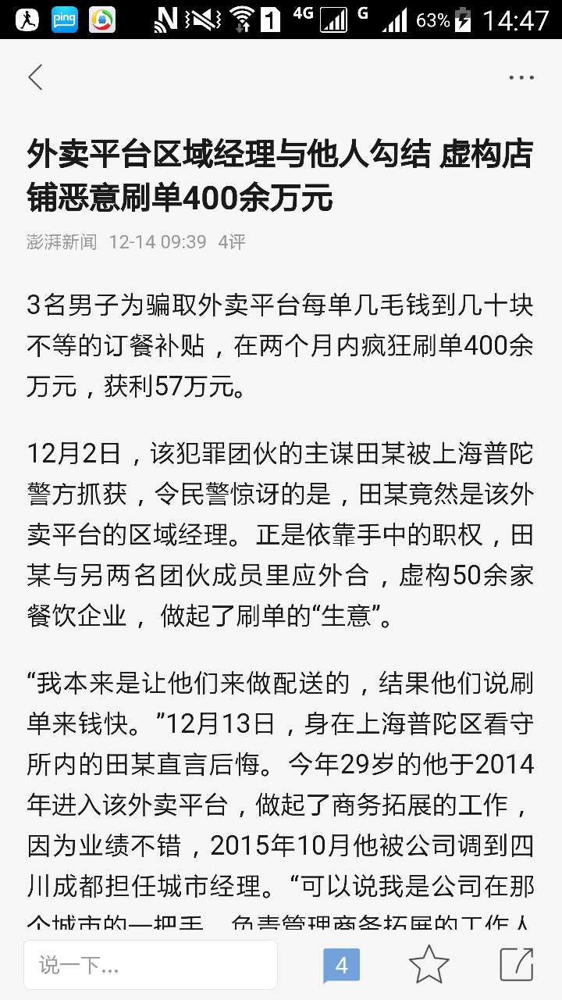 ping
N
1
4G
G
63%
14:47
外卖平台区域经理与他人勾结 虚构店
铺恶意刷单400余万元
澎湃新闻 12-14 09:39 4评
3名男子为骗取外卖平台每单几毛钱到几十块
不等的订餐补贴，在两个月内疯狂刷单400余
万元，获利57万元。
12月2日，该犯罪团伙的主谋田某被上海普陀
警方抓获，令民警惊讶的是，田某竟然是该外
卖平台的区域经理。正是依靠手中的职权，田
某与另两名团伙成员里应外合，虚构50余家
餐饮企业， 做起了刷单的“生意”。
“我本来是让他们来做配送的，结果他们说刷
单来钱快。”12月13日，身在上海普陀区看守
所内的田某直言后悔。今年29岁的他于2014
年进入该外卖平台，做起了商务拓展的工作，
因为业绩不错，2015年10月他被公司调到四
川成都担任城市经理。“可以说我是公司在那
个城市的一把手，负责管理商务拓展的工作人
说一下...
4